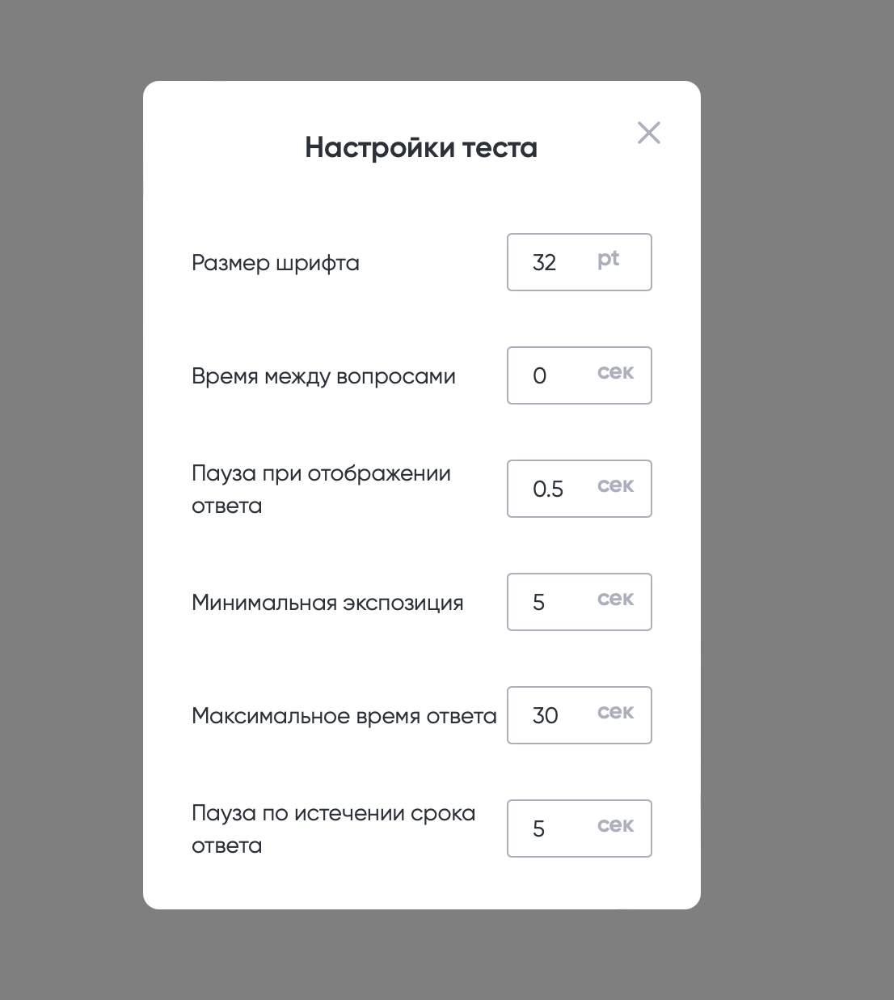 Настройки теста
Размер шрифта 32 pt
Время между вопросами 0 сек
Пауза при отображении
ответа 0.5 сек
Минимальная экспозиция 5 сек
Максимальное время ответа 30 сек
Пауза по истечении срока
ответа 5 сек